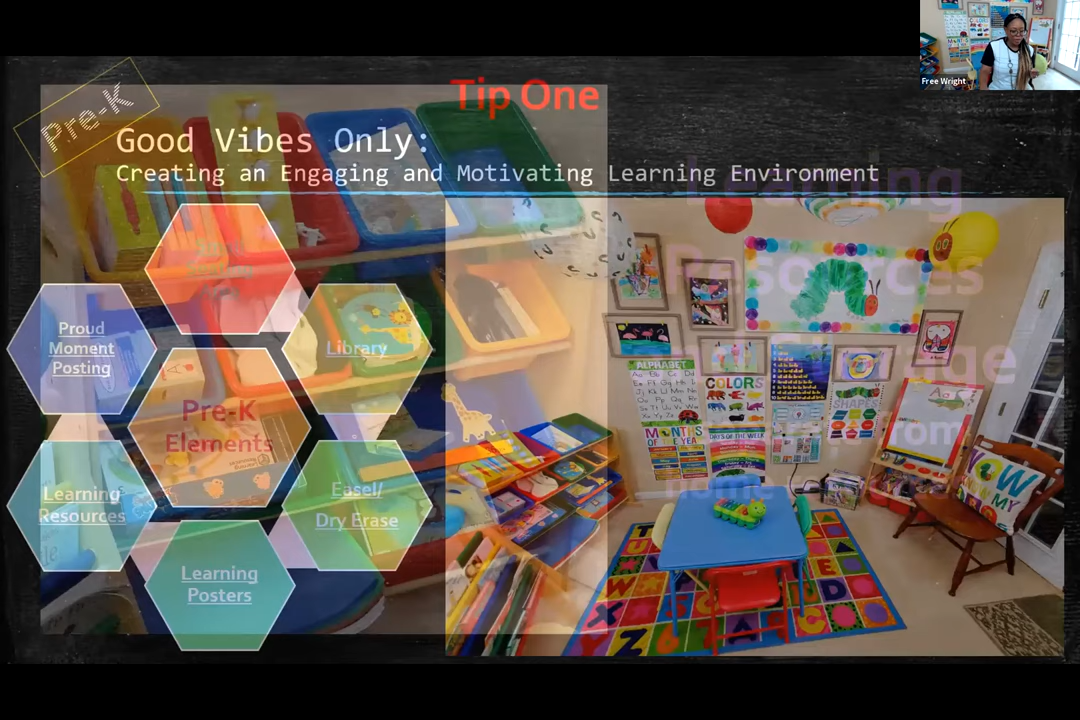 Free Wright
Tip One
Pre-K
Good Vibes Only:
Creating an Engaging and Motivating Learning Environment
Learning
Resources
Storage
from
Proud
Moment
Posting
Library
Pre-K
Elements
Learning
Resources
Easel/
Dry Erase
Learning
Posters
ALPHABET
COLORS
SHAPES
MONTHS
OF YEAR
DAYS OF THE WEEK